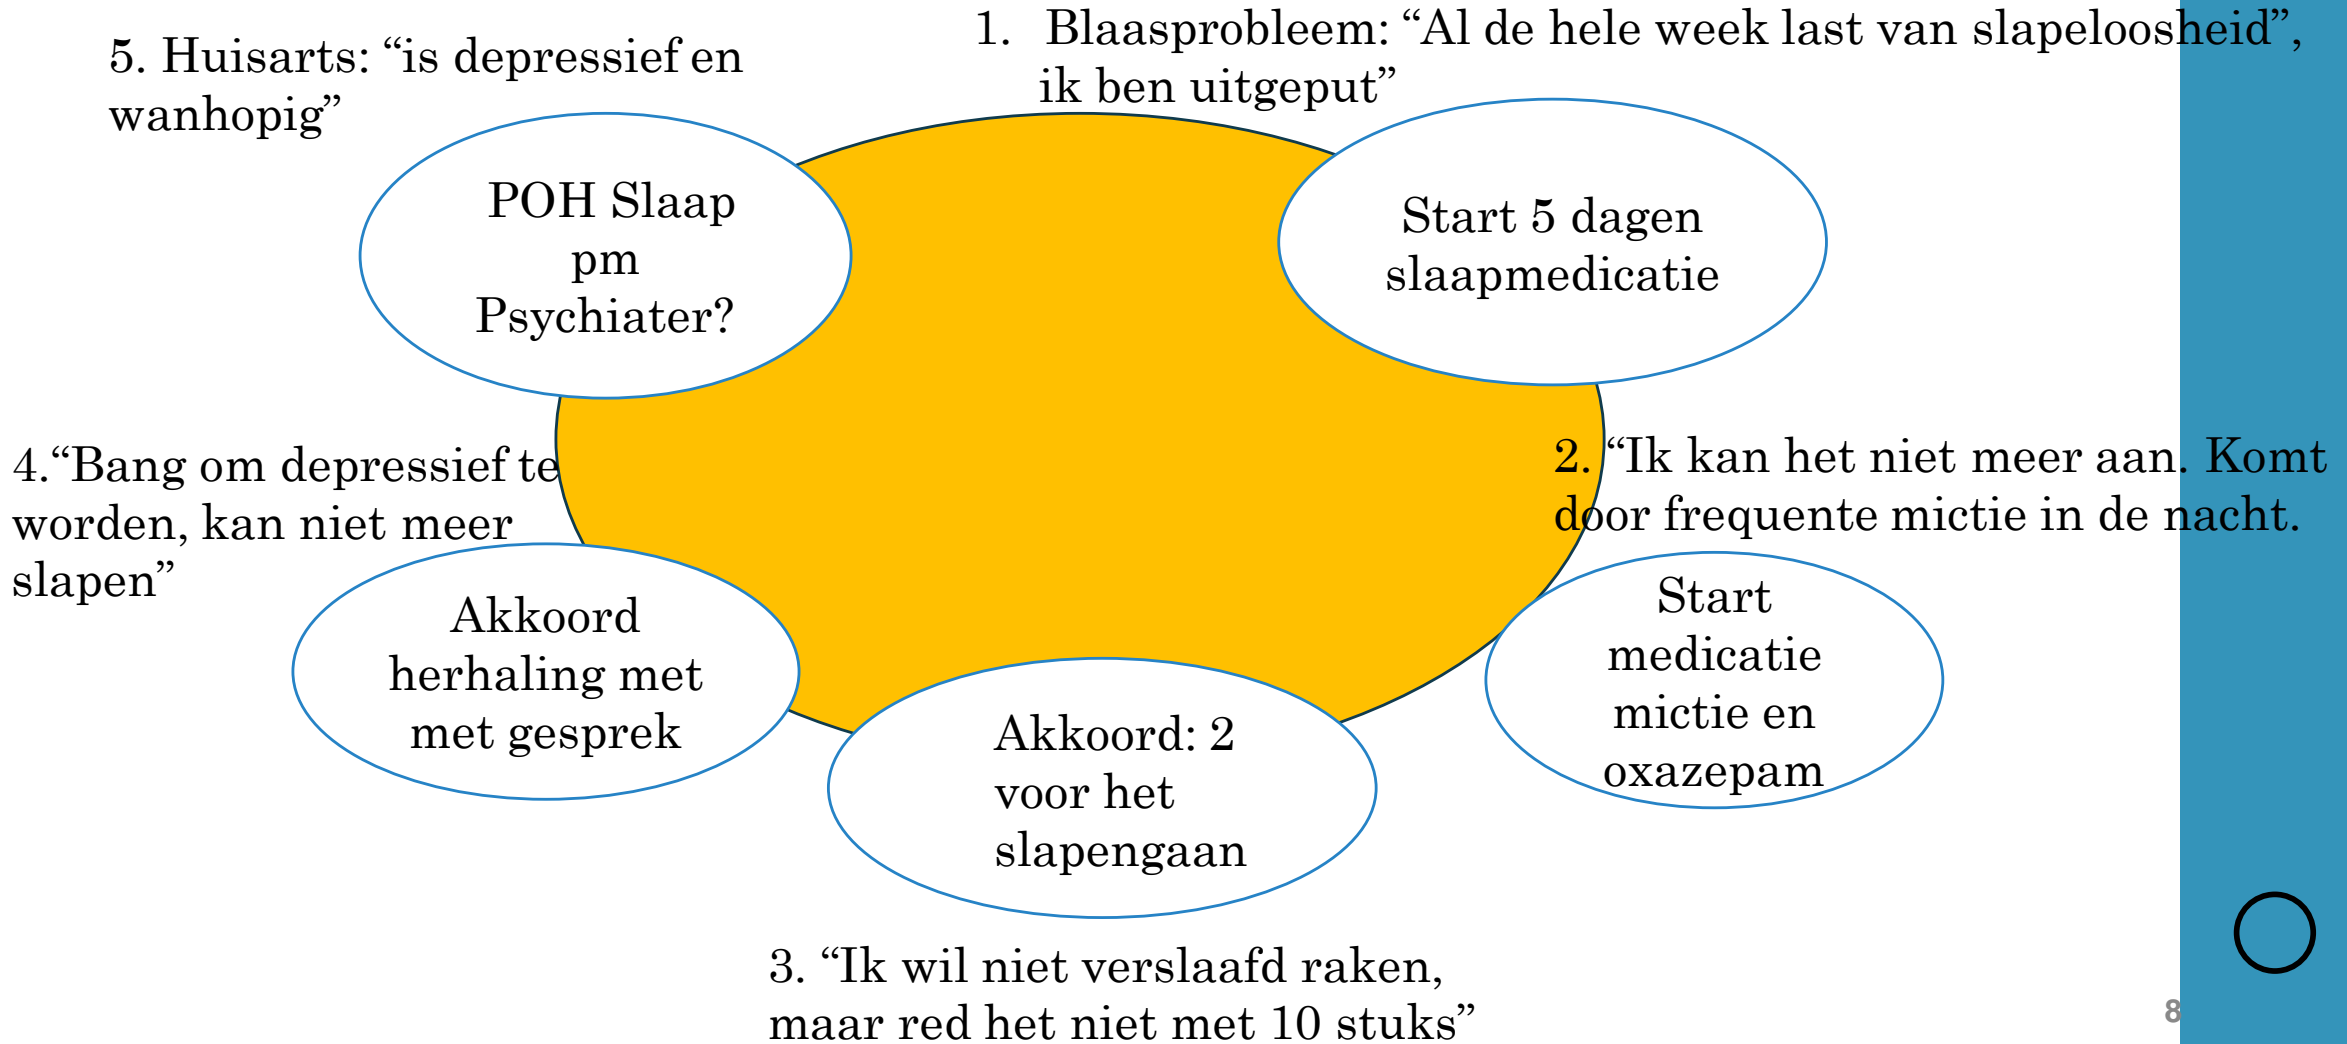 1. Blaasprobleem: “Al de hele week last van slapeloosheid”,
ik ben uitgeput”
Start 5 dagen
slaapmedicatie
2. “Ik kan het niet meer aan. Komt
door frequente mictie in de nacht.
Start
medicatie
mictie en
oxazepam
3. “Ik wil niet verslaafd raken,
maar red het niet met 10 stuks”
Akkoord: 2
voor het
slapengaan
4.“Bang om depressief te
worden, kan niet meer
slapen”
Akkoord
herhaling met
met gesprek
5. Huisarts: “is depressief en
wanhopig”
POH Slaap
pm
Psychiater?
8